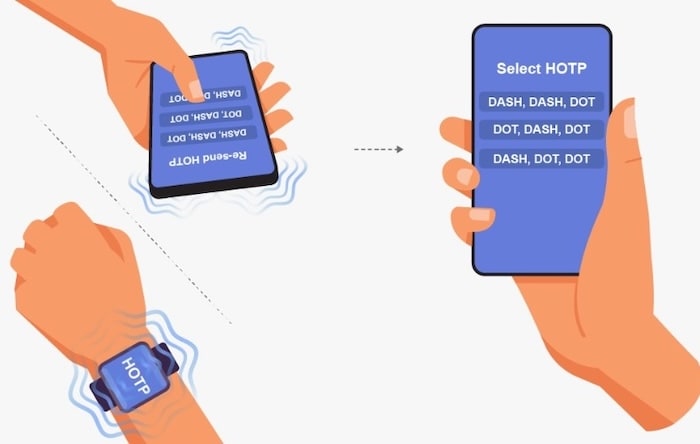 Re-send HOTP
DASH, DASH, DOT
DOT, DASH, DOT
DASH, DOT
Select HOTP
DASH, DASH, DOT
DOT, DASH, DOT
DASH, DOT, DOT
HOTP